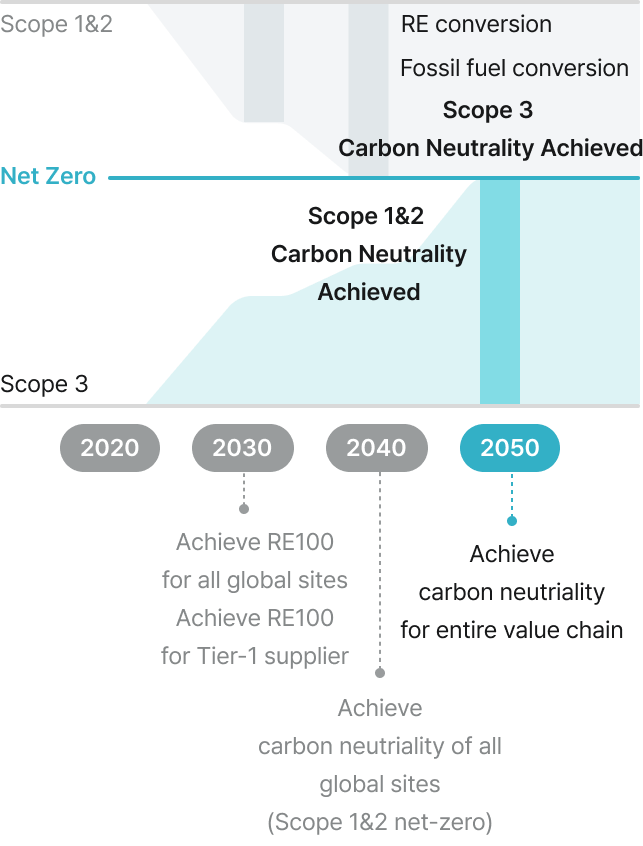 Scope 1&2
RE conversion
Fossil fuel conversion
Scope 3
Carbon Neutrality Achieved
Net Zero
Scope 1&2
Carbon Neutrality
Achieved
Scope 3
2020
2030
2040
2050
Achieve RE100
for all global sites
Achieve RE100
for Tier-1 supplier
Achieve
carbon neutriality
for entire value chain
Achieve
carbon neutriality of all
global sites
(Scope 1&2 net-zero)